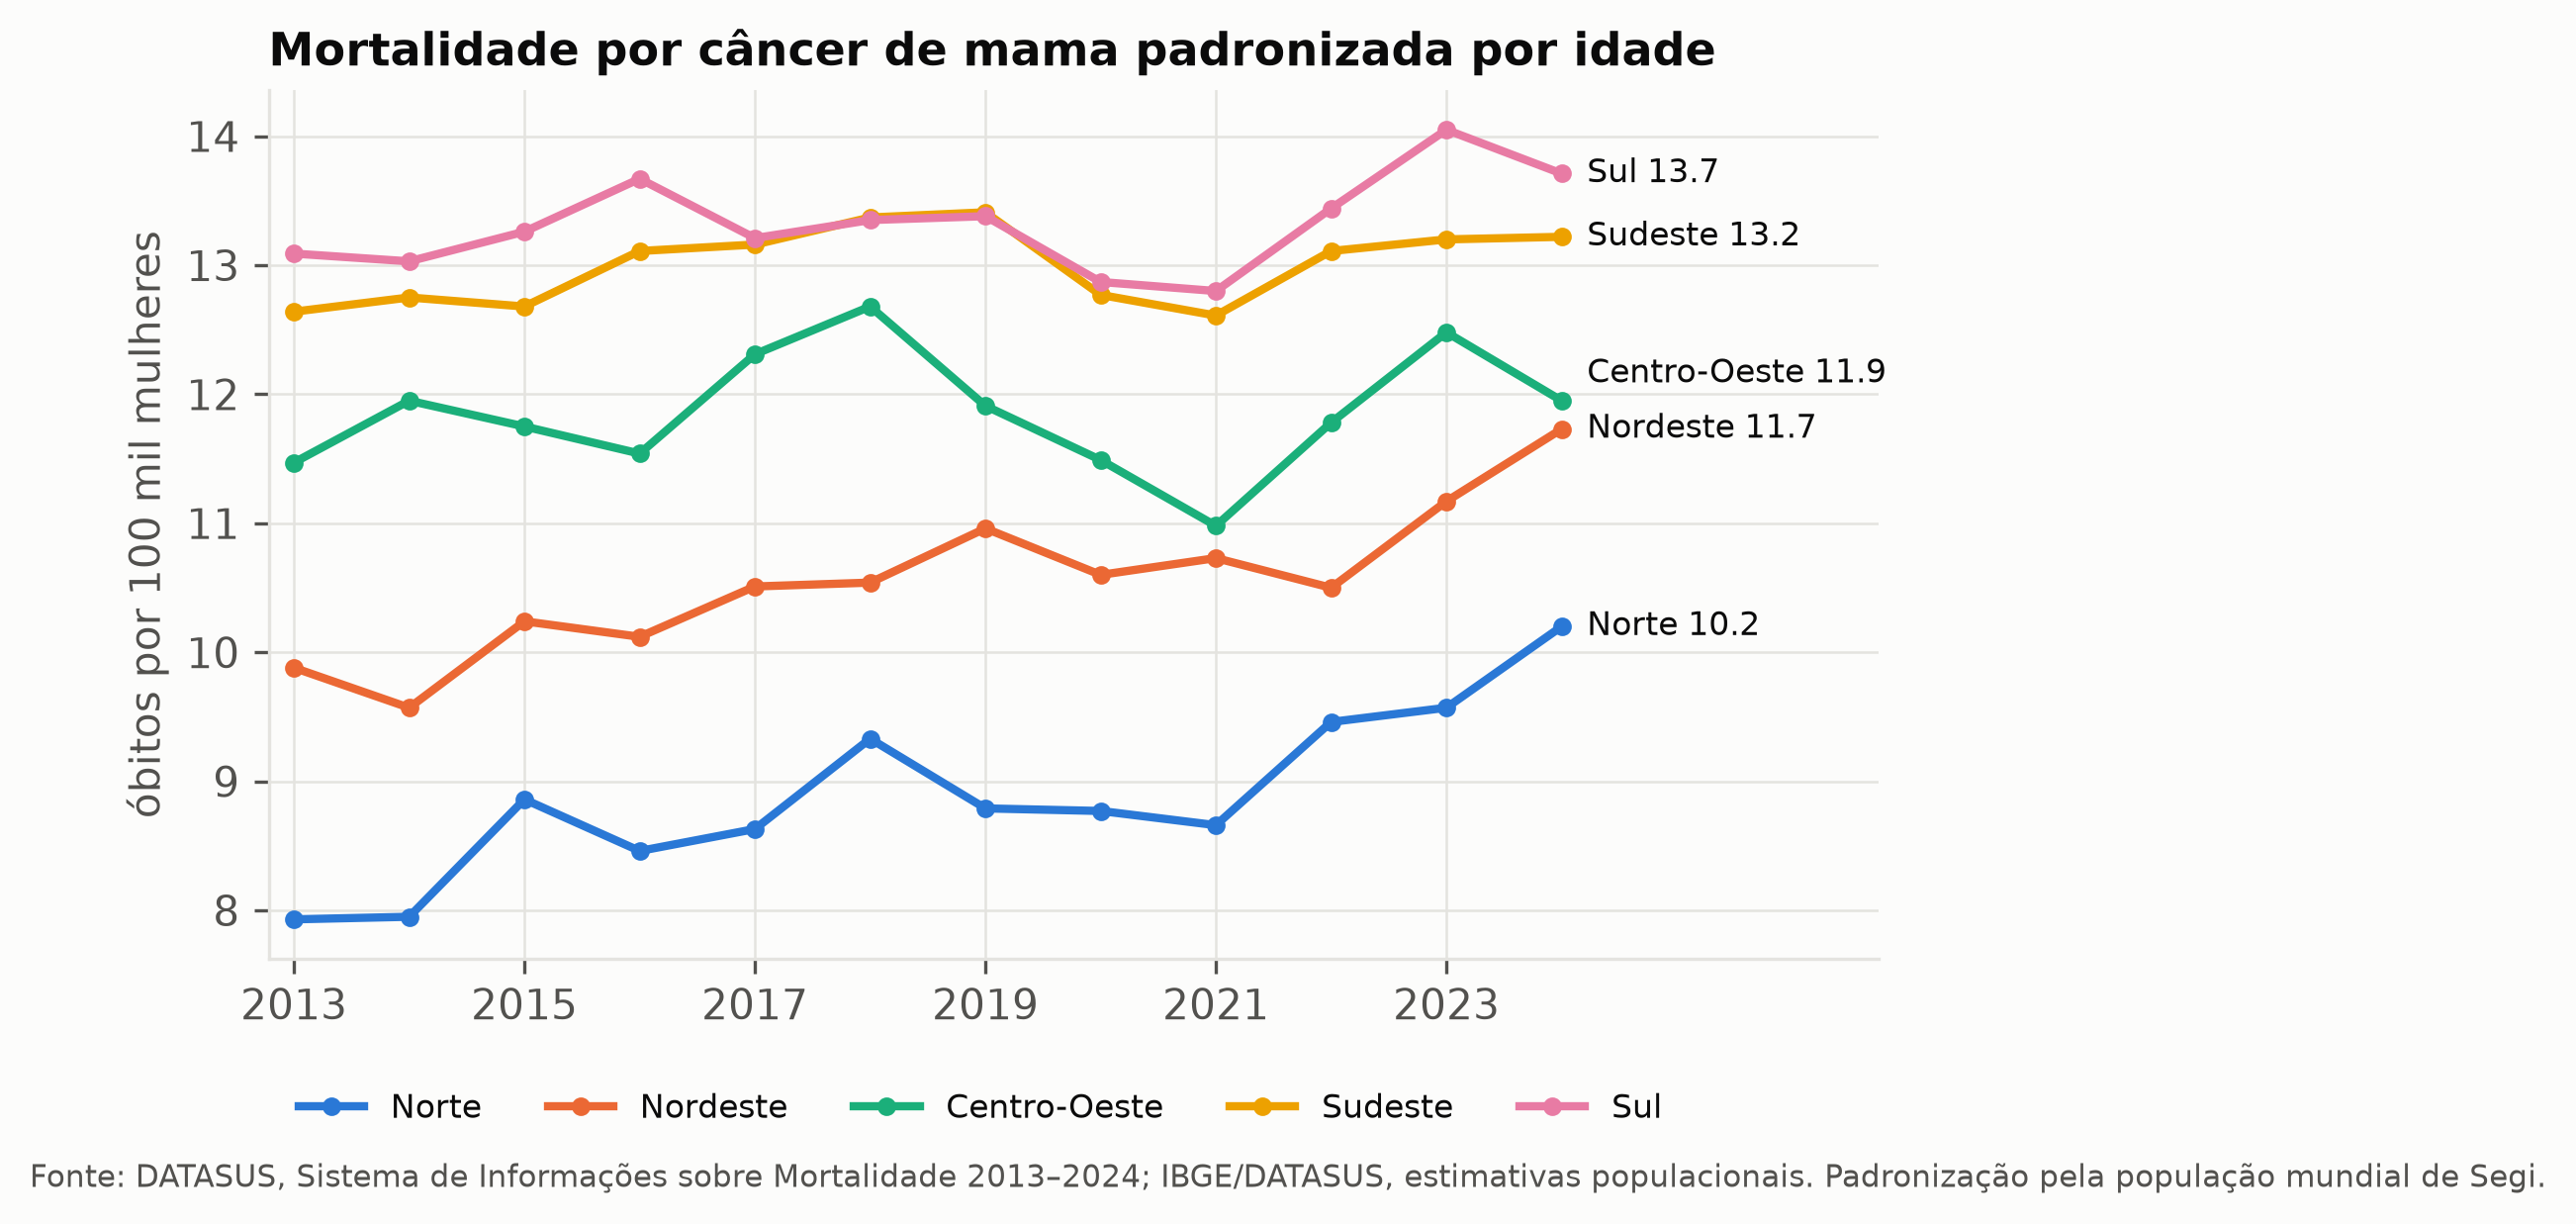 Mortalidade por câncer de mama padronizada por idade
óbitos por 100 mil mulheres
14
13
12
11
10
9
8
Sul 13.7
Sudeste 13.2
Centro-Oeste 11.9
Nordeste 11.7
Norte 10.2
2013 2015 2017 2019 2021 2023
Norte Nordeste Centro-Oeste Sudeste Sul
Fonte: DATASUS, Sistema de Informações sobre Mortalidade 2013–2024; IBGE/DATASUS, estimativas populacionais. Padronização pela população mundial de Segi.